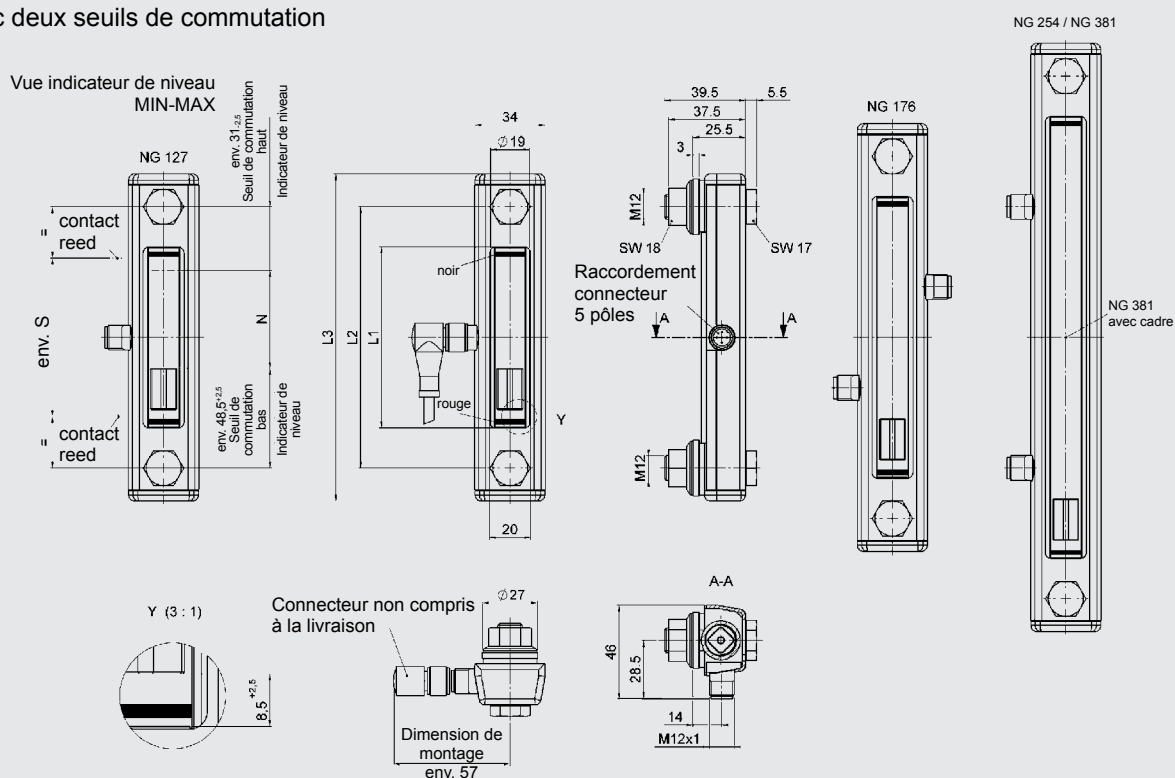 c deux seuils de commutation
NG 254 / NG 381
Vue indicateur de niveau
MIN-MAX
env. 31-2,5
Seuil de commutation
haut
Indicateur de niveau
NG 127
contact
reed
=
env. S
=
contact
reed
N
env. 48,5+2,5
Seuil de
commutation
bas
Indicateur de
niveau
34
∅19
noir
L3
L2
L1
rouge
Y
20
39.5
5.5
37.5
25.5
3
M12
SW 18
SW 17
Raccordement
connecteur
5 pôles
A
A
M12
NG 176
NG 381
avec cadre
Y (3 : 1)
8,5 +2,5
Connecteur non compris
à la livraison
∅27
Dimension de
montage
env. 57
A-A
46
28.5
14
M12x1